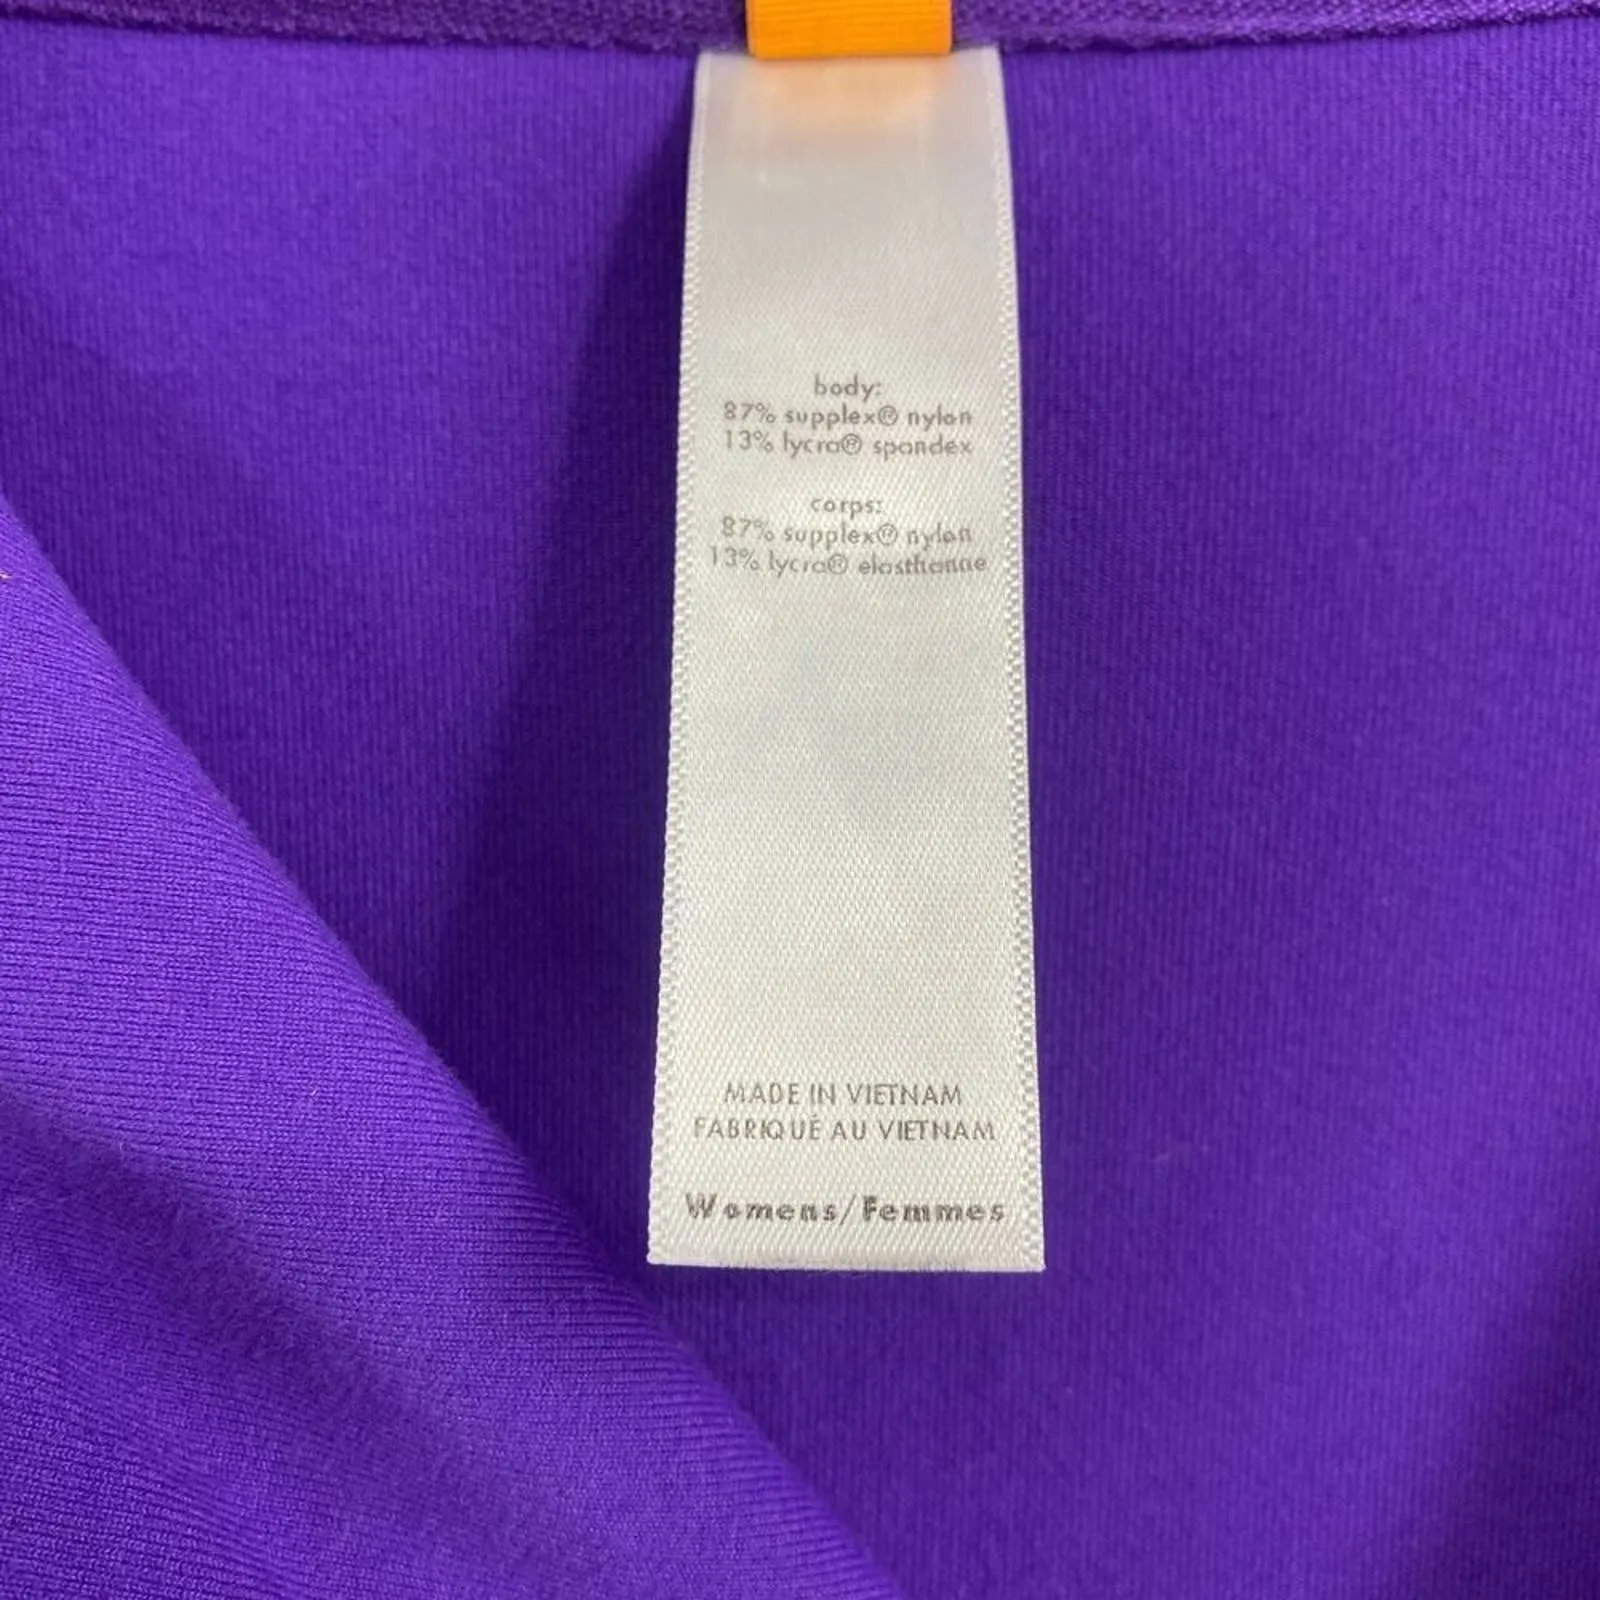 body:
87% supplex® nylon
13% lycra® spandex
corps:
87% supplex® nylon
13% lycra® elasthanne
MADE IN VIETNAM
FABRIQUÉ AU VIETNAM
Womens/Femmes